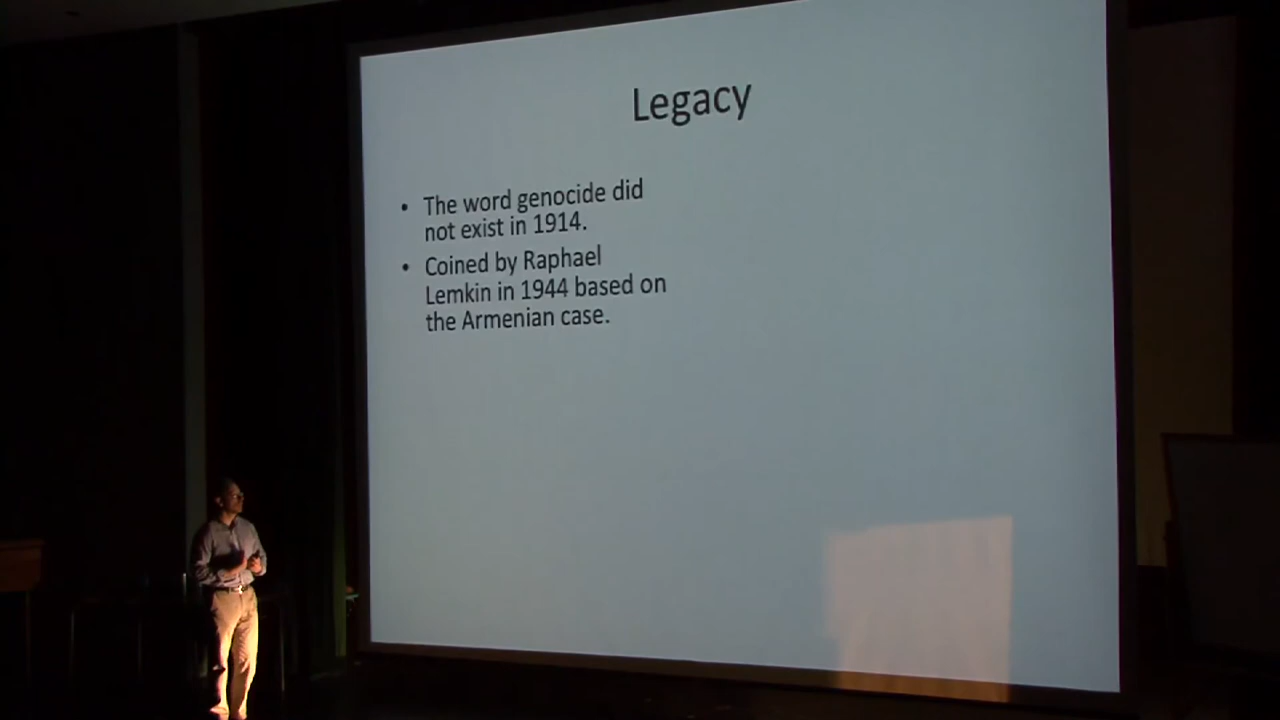 Legacy
• The word genocide did
not exist in 1914.
• Coined by Raphael
Lemkin in 1944 based on
the Armenian case.